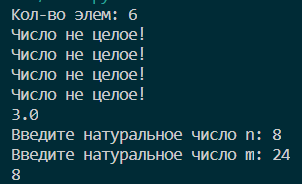 Кол-во элем: 6
Число не целое!
Число не целое!
Число не целое!
Число не целое!
3.0
Введите натуральное число n: 8
Введите натуральное число m: 24
8